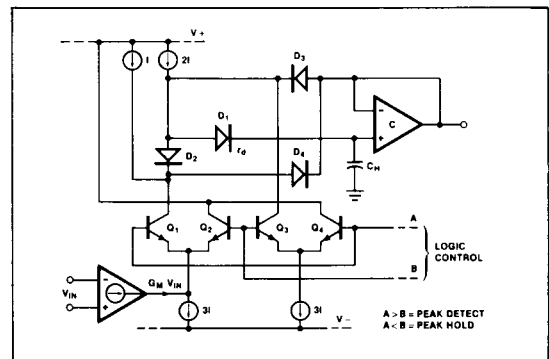 V+
I
2I
D3
D1
rd
D2
D4
-
+
C
CH
Q1
Q2
Q3
Q4
A
B
LOGIC
CONTROL
-
+
VIN
GM VIN
3I
3I
V-
A > B = PEAK DETECT
A < B = PEAK HOLD